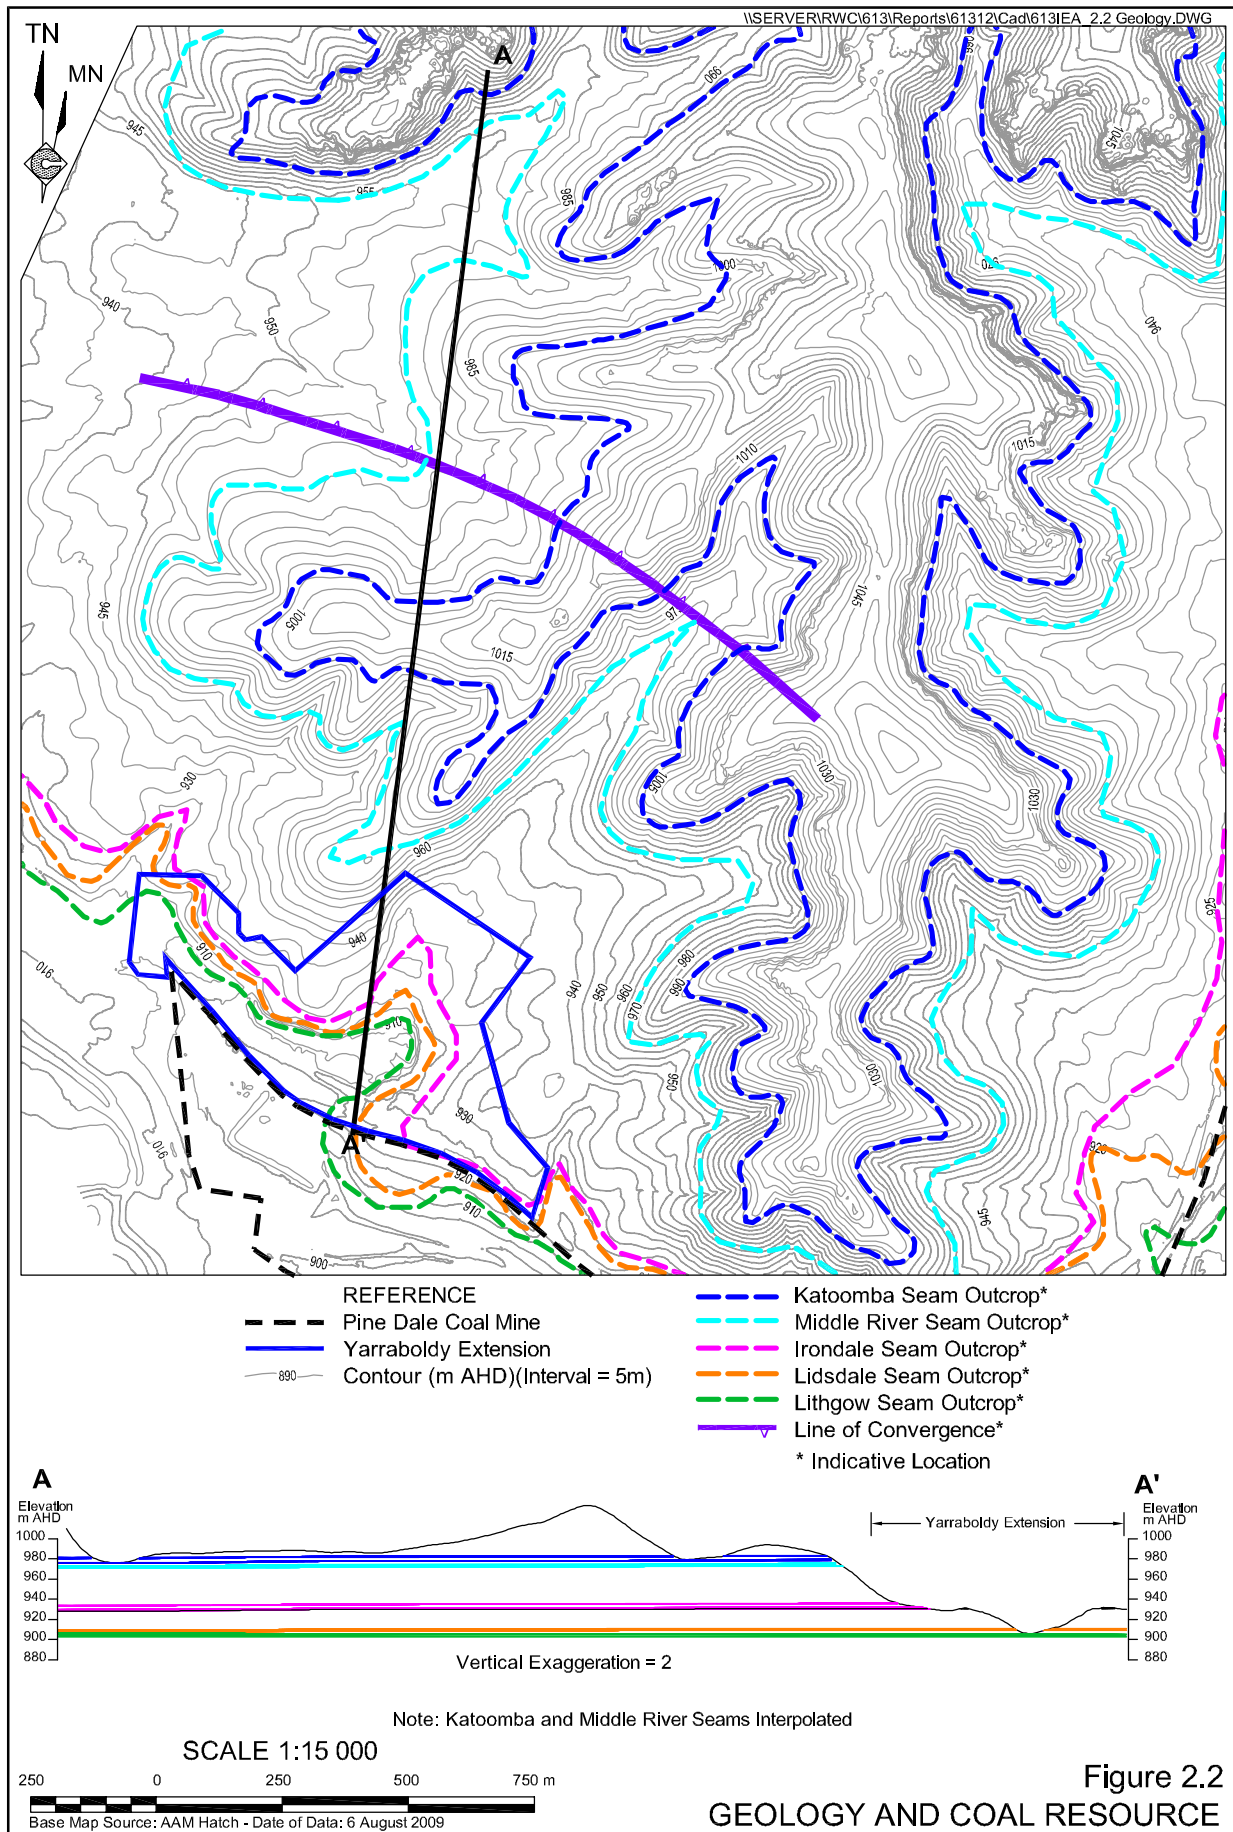 \\SERVER\RWC\613\Reports\61312\Cad\613IEA_2.2 Geology.DWG
TN
MN
A
990
990
1045
945
955
985
1000
970
940
940
950
985
1015
1010
1045
945
1005
1015
975
1030
1005
1030
930
960
925
910
940
910
980
990
940
950
960
970
910
950
1030
930
920
910
A'
920
910
945
900
REFERENCE
Pine Dale Coal Mine
Yarraboldy Extension
890 Contour (m AHD)(Interval = 5m)
Katoomba Seam Outcrop*
Middle River Seam Outcrop*
Irondale Seam Outcrop*
Lidsdale Seam Outcrop*
Lithgow Seam Outcrop*
Line of Convergence*
* Indicative Location
A
A'
Elevation
m AHD
1000
980
960
940
920
900
880
Yarraboldy Extension
Elevation
m AHD
1000
980
960
940
920
900
880
Vertical Exaggeration = 2
Note: Katoomba and Middle River Seams Interpolated
SCALE 1:15 000
250 0 250 500 750 m
Base Map Source: AAM Hatch - Date of Data: 6 August 2009
Figure 2.2
GEOLOGY AND COAL RESOURCE